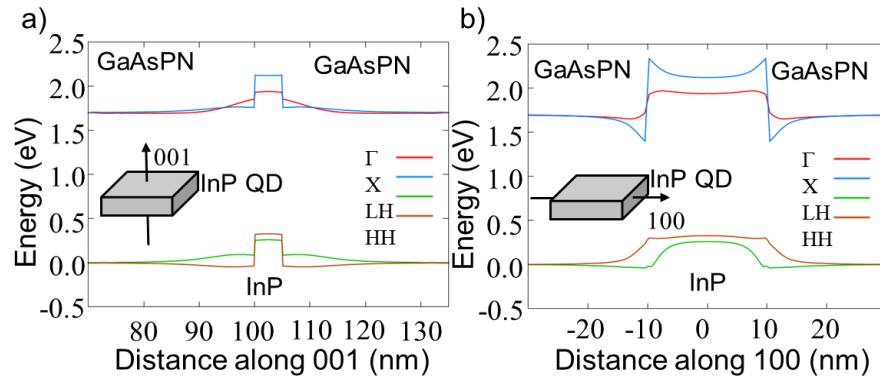 a)
2.5
2.0
1.5
1.0
0.5
0.0
-0.5
Energy (eV)
GaAsPN
GaAsPN
001
InP QD
Γ
X
LH
HH
InP
80 90 100 110 120 130
Distance along 001 (nm)
b)
2.5
2.0
1.5
1.0
0.5
0.0
-0.5
Energy (eV)
GaAsPN
GaAsPN
InP QD
100
Γ
X
LH
HH
InP
-20 -10 0 10 20
Distance along 100 (nm)